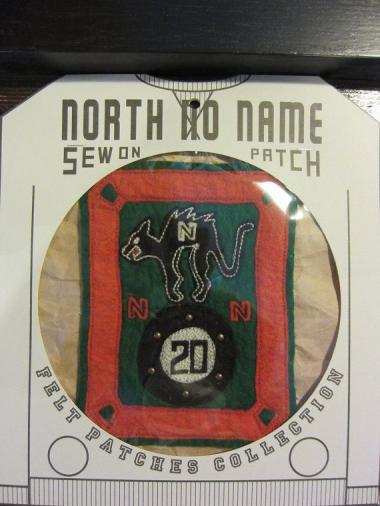 NORTH NO NAME
SEW ON PATCH
N
N N
20
FELT PATCHES COLLECTION